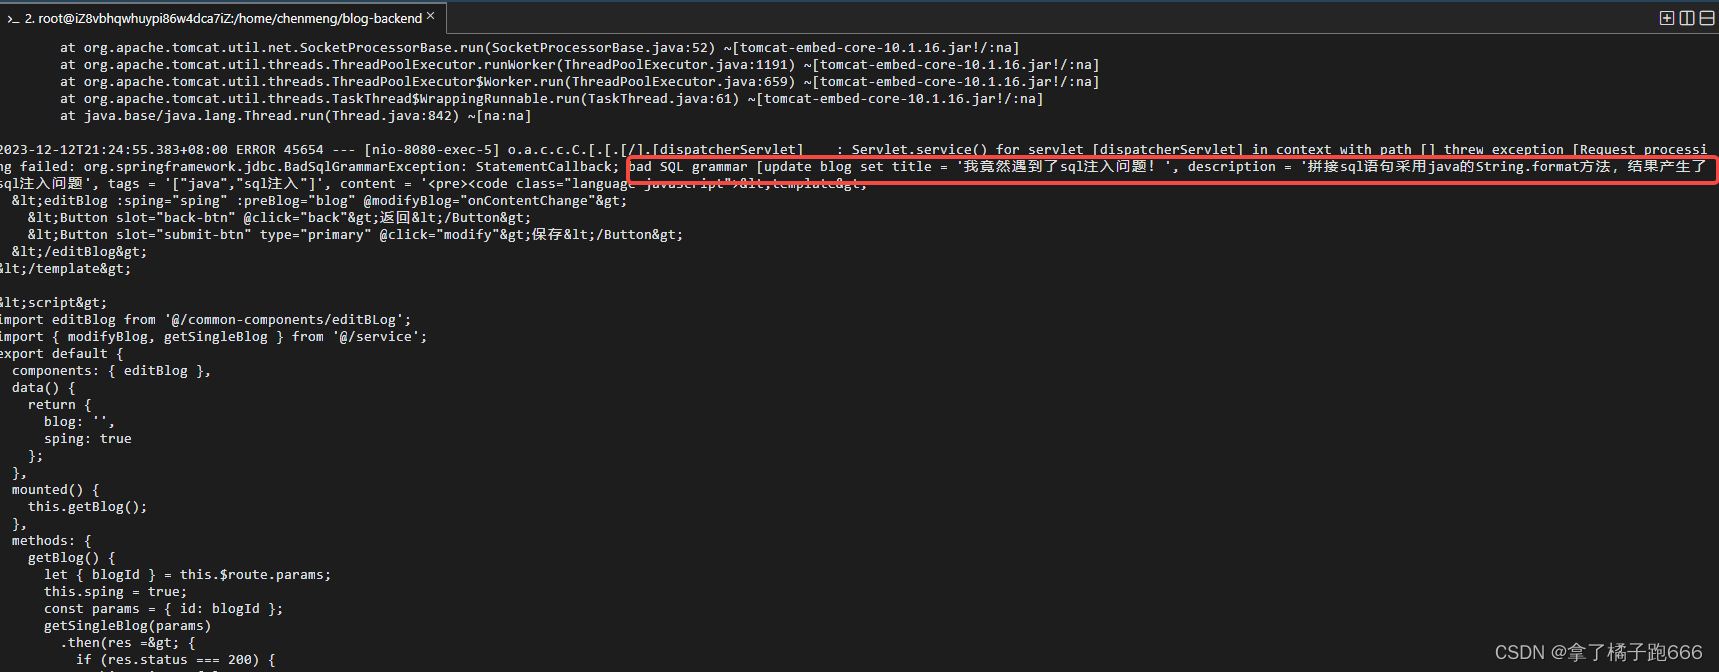 2. root@iZ8vbhqwhuypi86w4dca7iZ:/home/chenmeng/blog-backend
at org.apache.tomcat.util.net.SocketProcessorBase.run(SocketProcessorBase.java:52) ~[tomcat-embed-core-10.1.16.jar!/:na]
at org.apache.tomcat.util.threads.ThreadPoolExecutor.runWorker(ThreadPoolExecutor.java:1191) ~[tomcat-embed-core-10.1.16.jar!/:na]
at org.apache.tomcat.util.threads.ThreadPoolExecutor$Worker.run(ThreadPoolExecutor.java:659) ~[tomcat-embed-core-10.1.16.jar!/:na]
at org.apache.tomcat.util.threads.TaskThread$WrappingRunnable.run(TaskThread.java:61) ~[tomcat-embed-core-10.1.16.jar!/:na]
at java.base/java.lang.Thread.run(Thread.java:842) ~[na:na]
2023-12-12T21:24:55.383+08:00 ERROR 45654 --- [nio-8080-exec-5] o.a.c.c.C.[.[.[/].[dispatcherServlet]    : Servlet.service() for servlet [dispatcherServlet] in context with path [] threw exception [Request processi
ng failed: org.springframework.jdbc.BadSqlGrammarException: StatementCallback; bad SQL grammar [update blog set title = '我竟然遇到了sql注入问题！', description = '拼接sql语句采用java的String.format方法，结果产生了
sql注入问题', tags = '["java","sql注入"]', content = '<pre><code class="language-javascript">&lt;template&gt;
&lt;editBlog :sping="sping" :preBlog="blog" @modifyBlog="onContentChange"&gt;
&lt;Button slot="back-btn" @click="back"&gt;返回&lt;/Button&gt;
&lt;Button slot="submit-btn" type="primary" @click="modify"&gt;保存&lt;/Button&gt;
&lt;/editBlog&gt;
&lt;/template&gt;
&lt;script&gt;
import editBlog from '@/common-components/editBLog';
import { modifyBlog, getSingleBlog } from '@/service';
export default {
components: { editBlog },
data() {
return {
blog: '',
sping: true
};
},
mounted() {
this.getBlog();
},
methods: {
getBlog() {
let { blogId } = this.$route.params;
this.sping = true;
const params = { id: blogId };
getSingleBlog(params)
.then(res =&gt; {
if (res.status === 200) {
CSDN @拿了橘子跑666